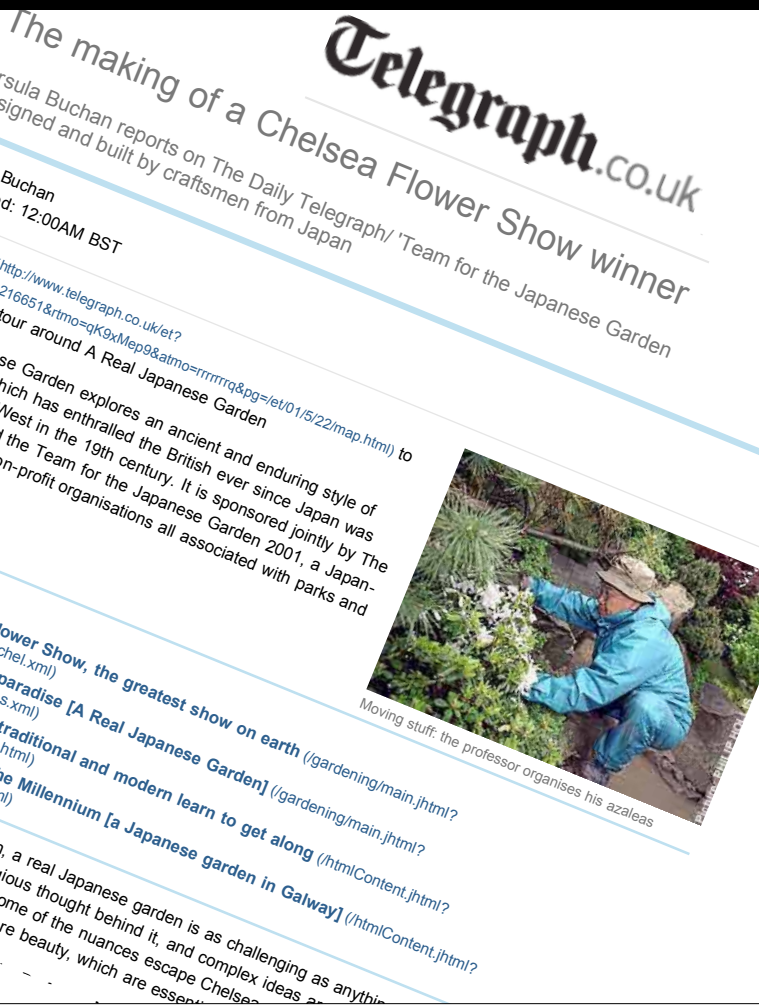 Telegraph.co.uk
The making of a Chelsea Flower Show winner
rsula Buchan reports on The Daily Telegraph/ 'Team for the Japanese Garden
signed and built by craftsmen from Japan
Buchan
d: 12:00AM BST
http://www.telegraph.co.uk/et?
216651&rtmo=qK9xMep9&atmo=rrrrrrrq&pg=/et/01/5/22/map.html) to
tour around A Real Japanese Garden
se Garden explores an ancient and enduring style of
hich has enthralled the British ever since Japan was
West in the 19th century. It is sponsored jointly by The
d the Team for the Japanese Garden 2001, a Japan-
on-profit organisations all associated with parks and
Moving stuff: the professor organises his azaleas
lower Show, the greatest show on earth (/gardening/main.jhtml?
chel.xml)
paradise [A Real Japanese Garden] (/gardening/main.jhtml?
s.xml)
traditional and modern learn to get along (/htmlContent.jhtml?
html)
he Millennium [a Japanese garden in Galway] (/htmlContent.jhtml?
ml)
, a real Japanese garden is as challenging as anythin
gious thought behind it, and complex ideas
ome of the nuances escape Chelsea
re beauty, which are essenti